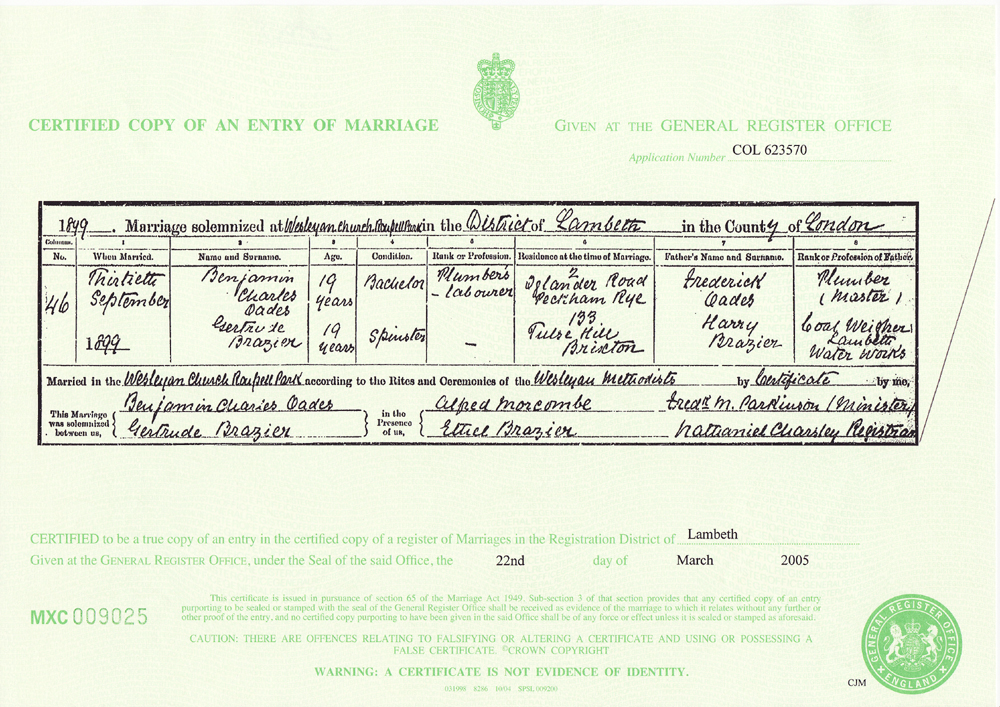 CERTIFIED COPY OF AN ENTRY OF MARRIAGE
GIVEN AT THE GENERAL REGISTER OFFICE
Application Number COL 623570
1899. Marriage solemnized at Wesleyan Church Roupell Park in the District of Lambeth in the County of London
Columns. 1 2 3 4 5 6 7 8
No. When Married. Name and Surname. Age. Condition. Rank or Profession. Residence at the time of Marriage. Father's Name and Surname. Rank or Profession of Father.
46
Thirtieth September 1899
Benjamin Charles Oades 19 years Bachelor Plumber's - labourer 2 Road Peckham Rye Frederick Oades Plumber (Master)
Gertrude Brazier 19 years Spinster - 133 Tulse Hill Brixton Harry Brazier Coal Weigher Lambeth Water Works
Married in the Wesleyan Church Roupell Park according to the Rites and Ceremonies of the Wesleyan Methodists by Certificate by me,
This Marriage was solemnized between us,
Benjamin Charles Oades
Gertrude Brazier
in the Presence of us,
Alfred Morcombe
Ethel Brazier
Fredk M. Parkinson (Minister)
Nathaniel Charsley Registrar
CERTIFIED to be a true copy of an entry in the certified copy of a register of Marriages in the Registration District of Lambeth
Given at the GENERAL REGISTER OFFICE, under the Seal of the said Office, the 22nd day of March 2005
MXC 009025
This certificate is issued in pursuance of section 65 of the Marriage Act 1949. Sub-section 3 of that section provides that any certified copy of an entry
purporting to be sealed or stamped with the seal of the General Register Office shall be received as evidence of the marriage to which it relates without any further or
other proof of the entry, and no certified copy purporting to have been given in the said Office shall be of any force or effect unless it is sealed or stamped as aforesaid.
CAUTION: THERE ARE OFFENCES RELATING TO FALSIFYING OR ALTERING A CERTIFICATE AND USING OR POSSESSING A
FALSE CERTIFICATE. ©CROWN COPYRIGHT
WARNING: A CERTIFICATE IS NOT EVIDENCE OF IDENTITY.
8286 10/04 SPSL
GENERAL REGISTER OFFICE
ENGLAND
CJM